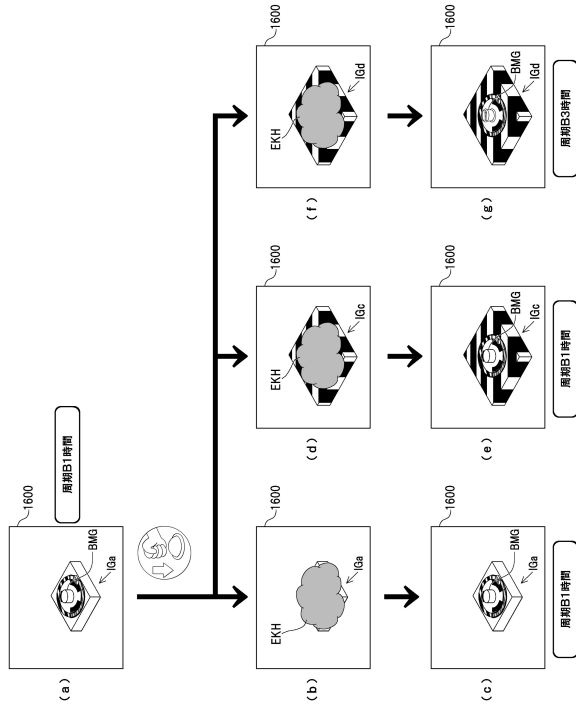 (a)
1600
BMG
IGa
周期B1時間
(b)
1600
EKH
IGa
(c)
1600
BMG
IGa
周期B1時間
(d)
1600
EKH
IGc
(e)
1600
BMG
IGc
周期B1時間
(f)
1600
EKH
IGd
(g)
1600
BMG
IGd
周期B3時間